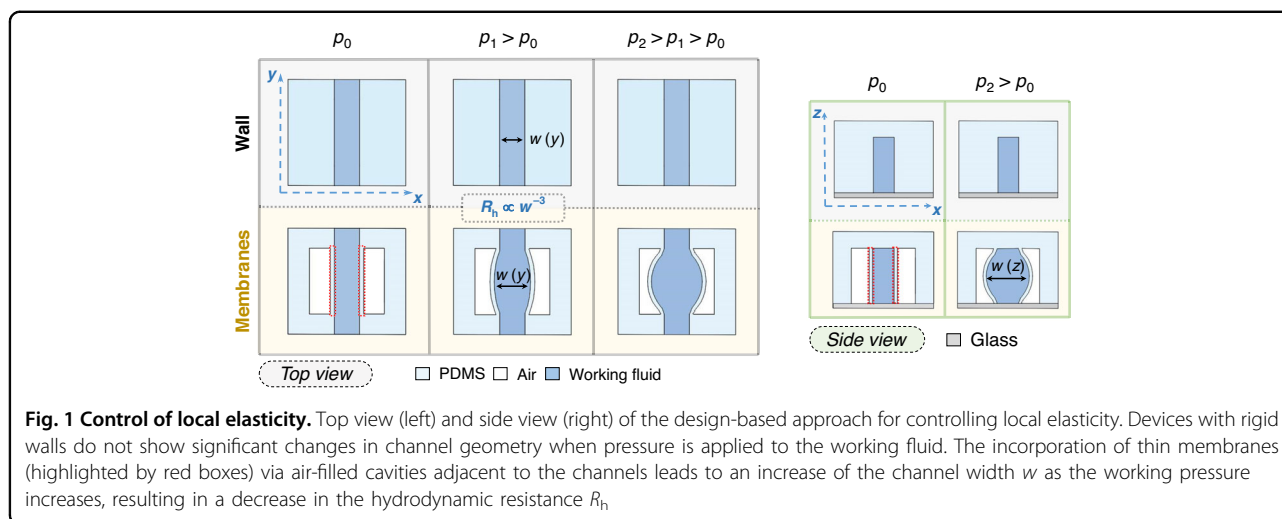 p₀
p₁ > p₀
p₂ > p₁ > p₀
y
Wall
w (y)
x
Rₕ ∝ w⁻³
Membranes
w (y)
Top view
PDMS Air Working fluid
p₀
p₂ > p₀
z
x
w (z)
Side view
Glass
Fig. 1 Control of local elasticity. Top view (left) and side view (right) of the design-based approach for controlling local elasticity. Devices with rigid
walls do not show significant changes in channel geometry when pressure is applied to the working fluid. The incorporation of thin membranes
(highlighted by red boxes) via air-filled cavities adjacent to the channels leads to an increase of the channel width w as the working pressure
increases, resulting in a decrease in the hydrodynamic resistance Rₕ